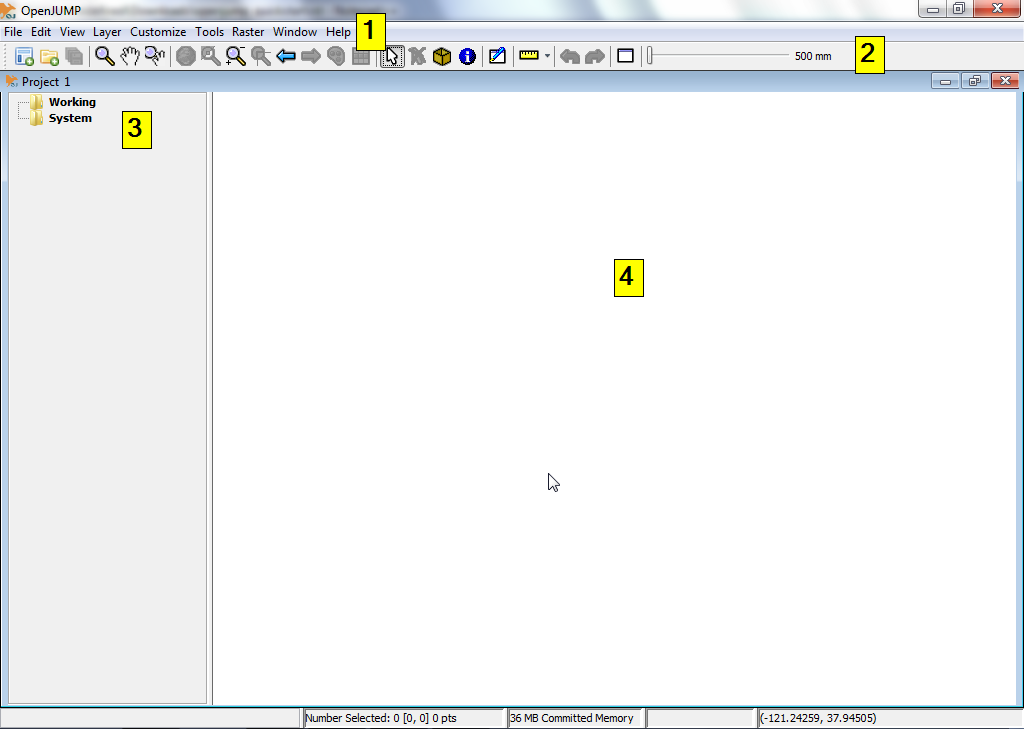 OpenJUMP
File Edit View Layer Customize Tools Raster Window Help
1
500 mm
2
Project 1
Working
System
3
4
Number Selected: 0 [0, 0] 0 pts
36 MB Committed Memory
(-121.24259, 37.94505)